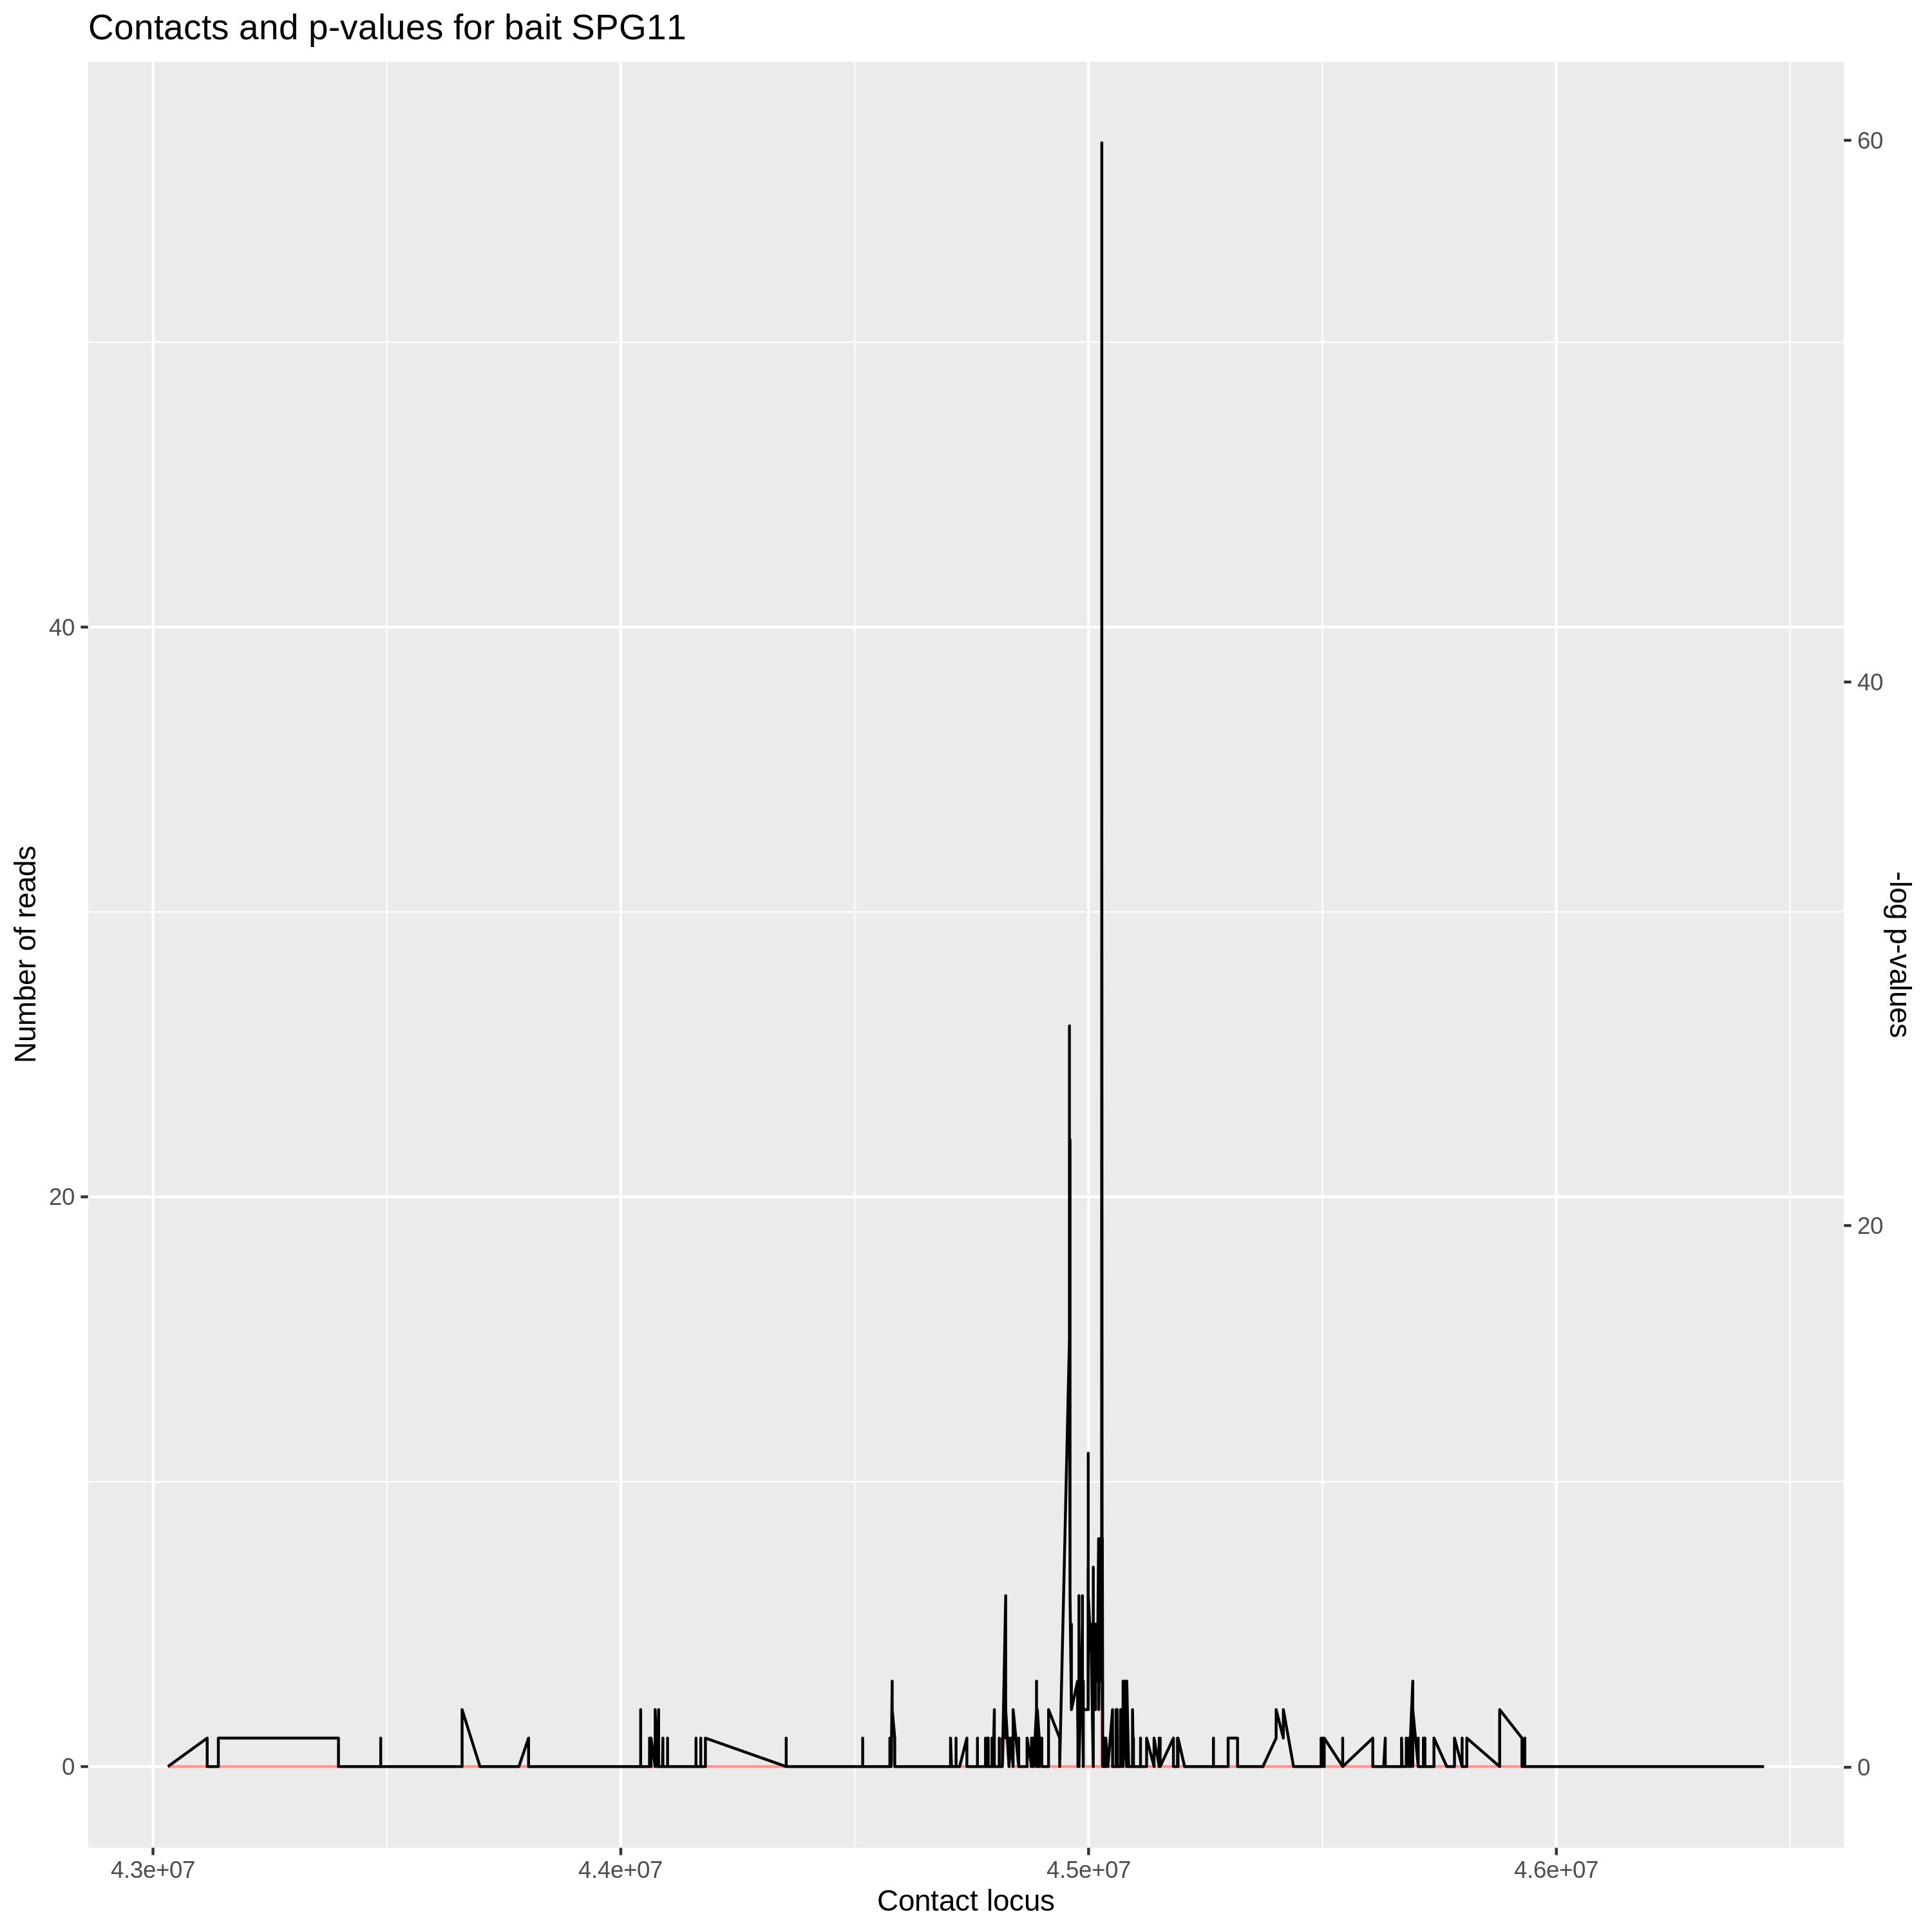 Contacts and p-values for bait SPG11
Number of reads
40
20
0
60
40
20
0
-log p-values
4.3e+07
4.4e+07
4.5e+07
4.6e+07
Contact locus